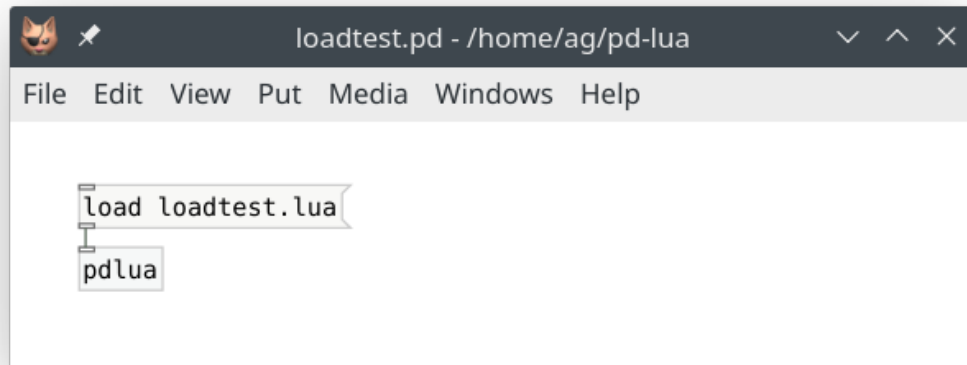 loadtest.pd - /home/ag/pd-lua
File Edit View Put Media Windows Help
load loadtest.lua
pdlua